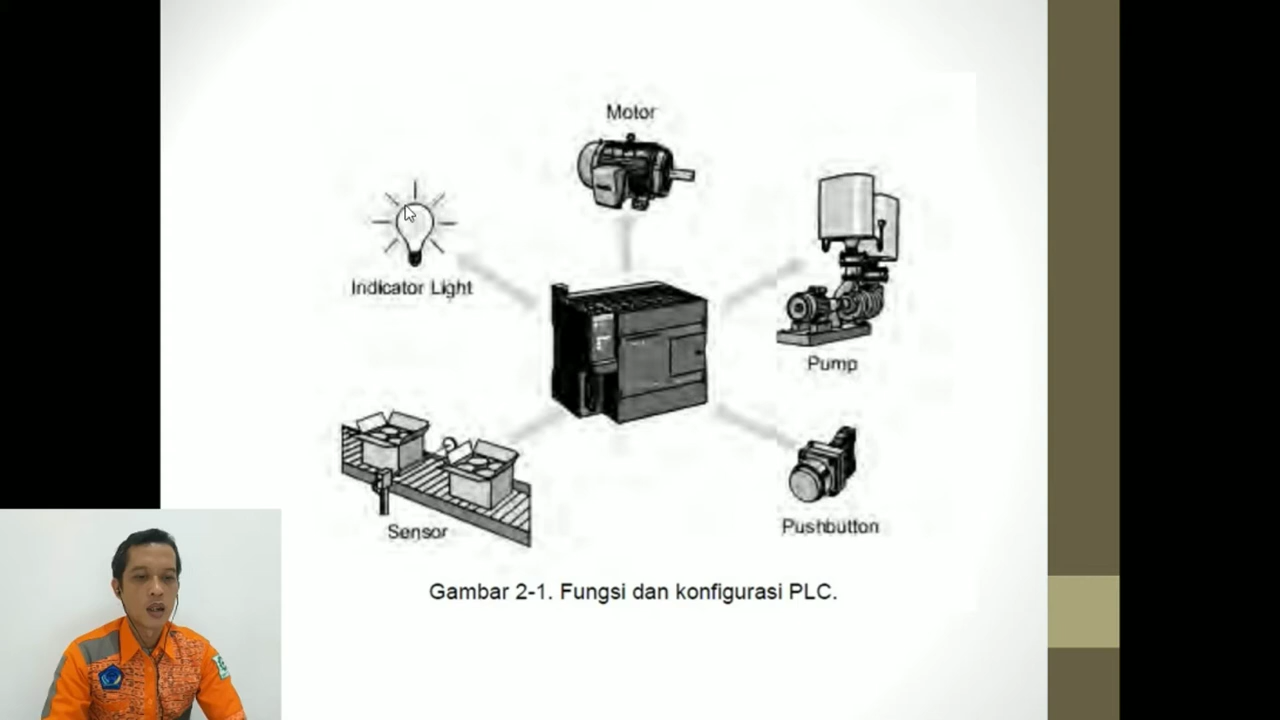 Motor
Indicator Light
Pump
Sensor
Pushbutton
Gambar 2-1. Fungsi dan konfigurasi PLC.